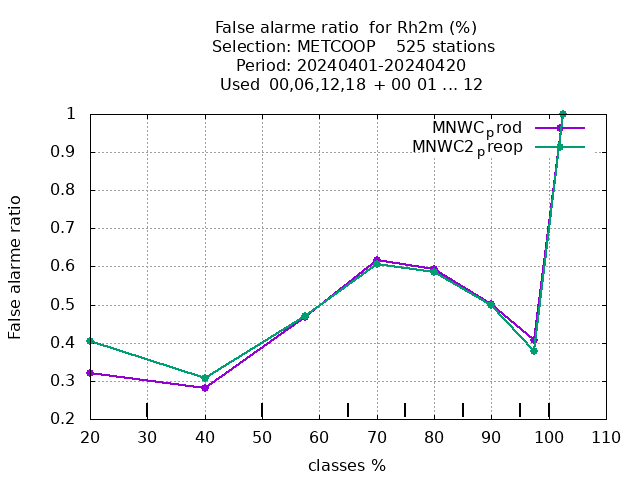 False alarme ratio  for Rh2m (%)
Selection: METCOOP    525 stations
Period: 20240401-20240420
Used  00,06,12,18  + 00 01 ... 12
MNWCprod
MNWC2preop
1
0.9
0.8
0.7
0.6
0.5
0.4
0.3
0.2
False alarme ratio
20 30 40 50 60 70 80 90 100 110
classes %